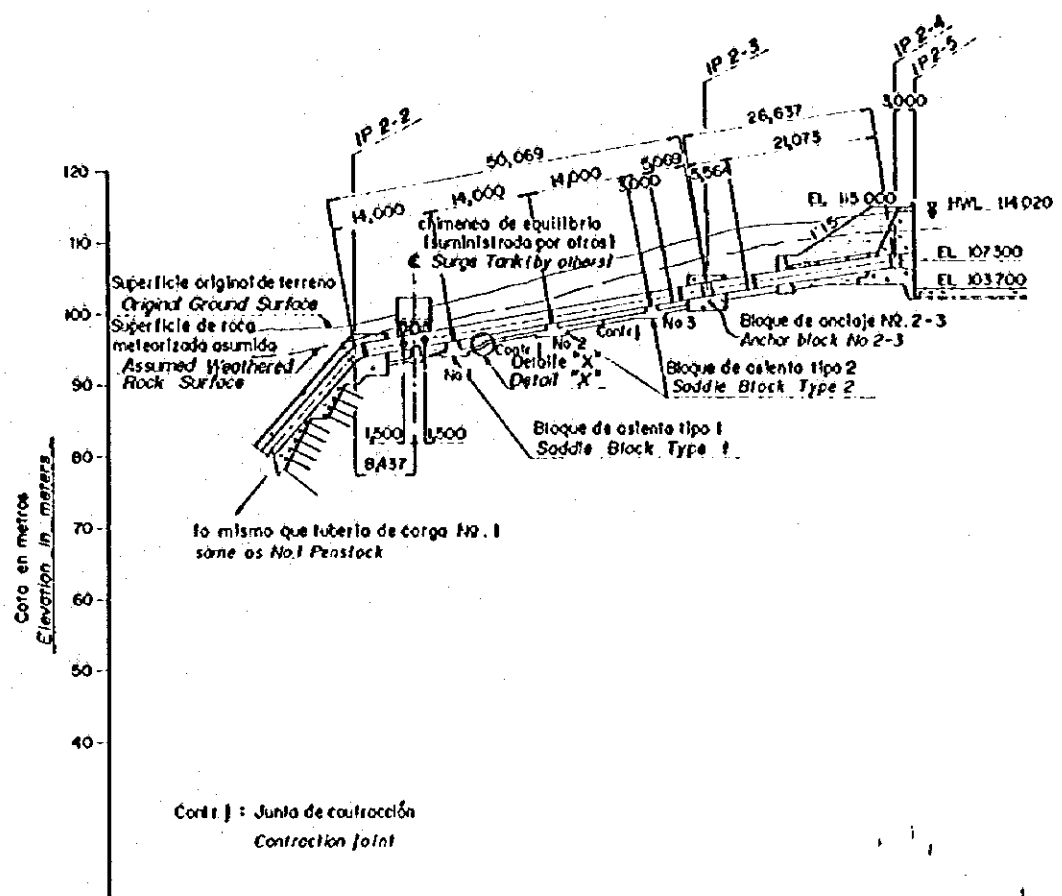 IP 2-2
IP 2-3
IP 2-4
IP 2-5
3,000
26,637
21,073
50,069
14,000
14,000
14,000
3,000
5,069
5,564
EL 115 000
HWL 114 020
1:1.5
EL 107 300
EL 103 700
chimenea de equilibrio
(suministrada por otros)
℄ Surge Tank (by others)
Superficie original de terreno
Original Ground Surface
Superficie de roca
meteorizada asumida
Assumed Weathered
Rock Surface
No 1
Contr J
No 2
Contr J
No 3
Detalle "X"
Detail "X"
Bloque de anclaje Nº. 2-3
Anchor block No 2-3
Bloque de asiento tipo 2
Saddle Block Type 2
Bloque de asiento tipo 1
Saddle Block Type 1
1,500
1,500
8,437
lo mismo que tuberia de carga Nº. 1
same as No.1 Penstock
Cota en metros
Elevation in meters
120
110
100
90
80
70
60
50
40
Contr J : Junta de coutracción
Contraction joint